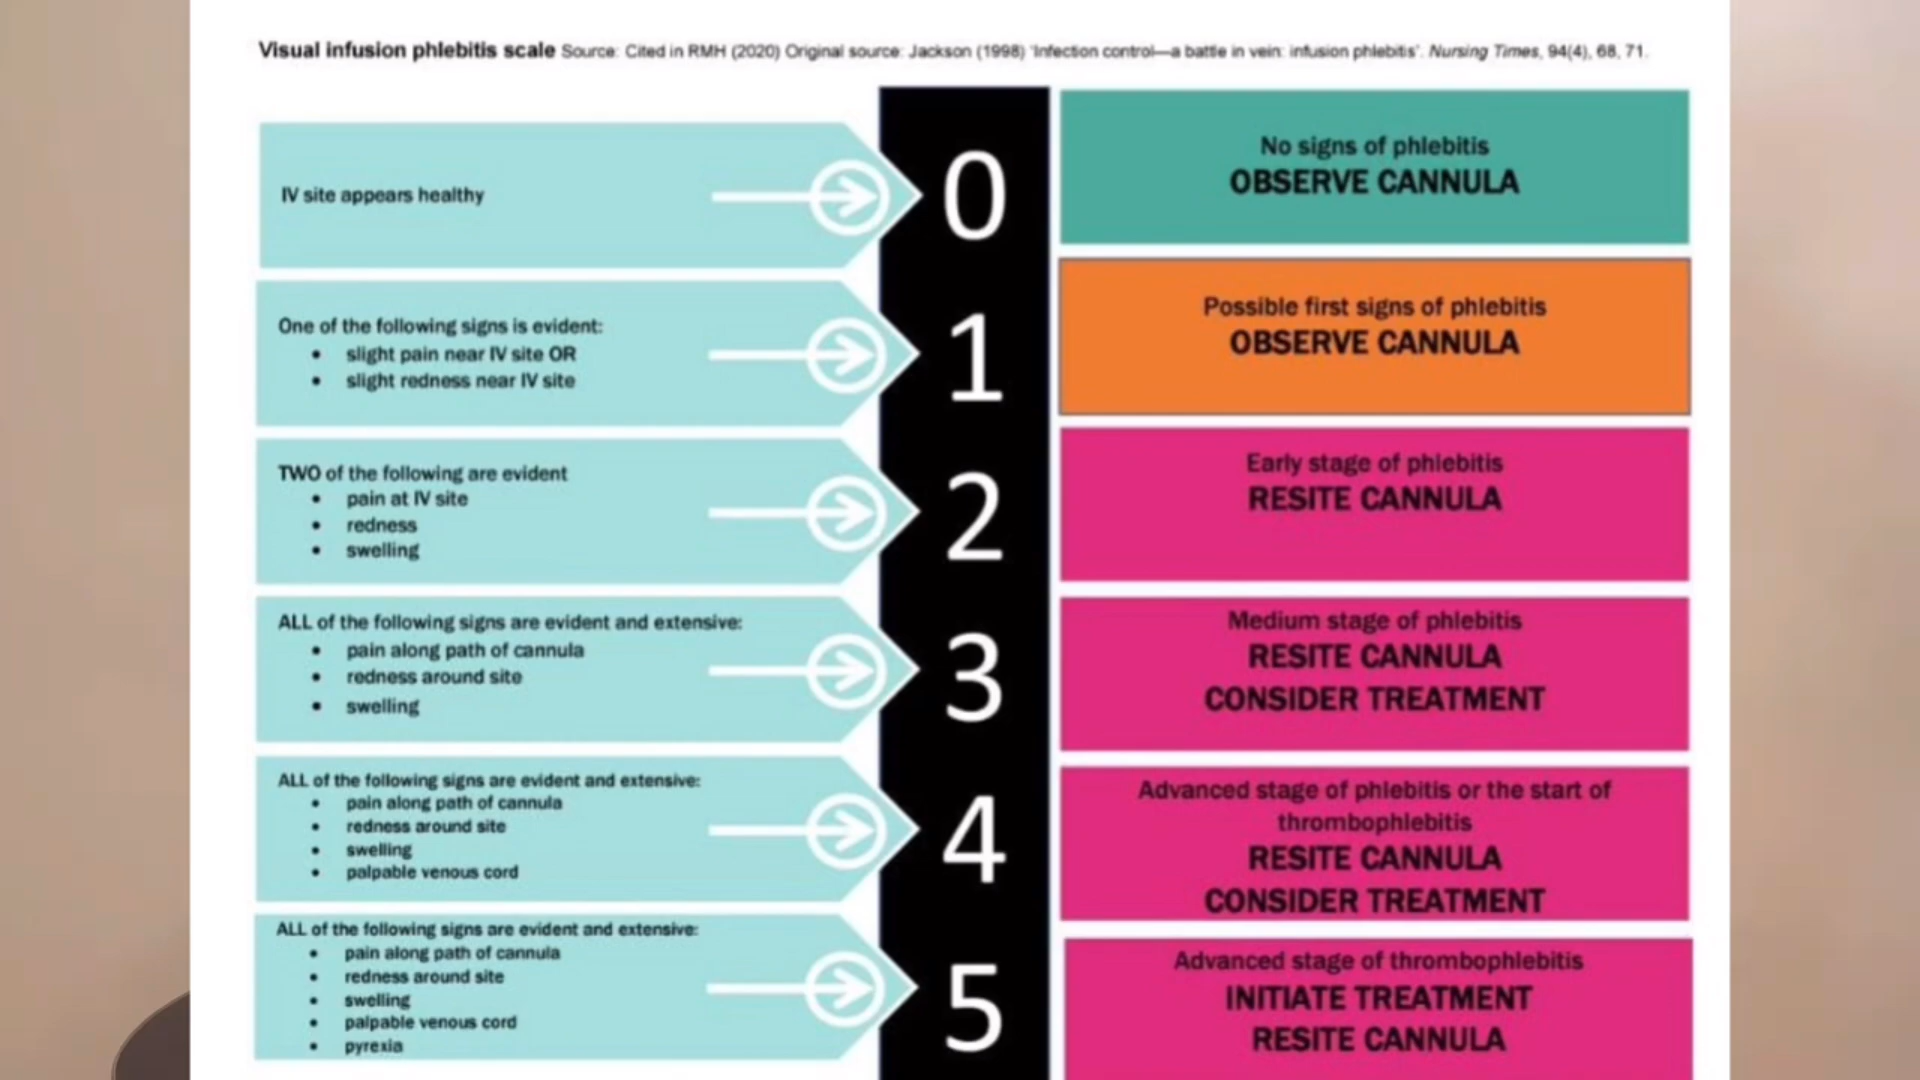 Visual infusion phlebitis scale Source: Cited in RMH (2020) Original source: Jackson (1998) 'Infection control—a battle in vein: infusion phlebitis'. Nursing Times, 94(4), 68, 71.
IV site appears healthy
0
No signs of phlebitis
OBSERVE CANNULA
One of the following signs is evident:
• slight pain near IV site OR
• slight redness near IV site
1
Possible first signs of phlebitis
OBSERVE CANNULA
TWO of the following are evident
• pain at IV site
• redness
• swelling
2
Early stage of phlebitis
RESITE CANNULA
ALL of the following signs are evident and extensive:
• pain along path of cannula
• redness around site
• swelling
3
Medium stage of phlebitis
RESITE CANNULA
CONSIDER TREATMENT
ALL of the following signs are evident and extensive:
• pain along path of cannula
• redness around site
• swelling
• palpable venous cord
4
Advanced stage of phlebitis or the start of
thrombophlebitis
RESITE CANNULA
CONSIDER TREATMENT
ALL of the following signs are evident and extensive:
• pain along path of cannula
• redness around site
• swelling
• palpable venous cord
• pyrexia
5
Advanced stage of thrombophlebitis
INITIATE TREATMENT
RESITE CANNULA